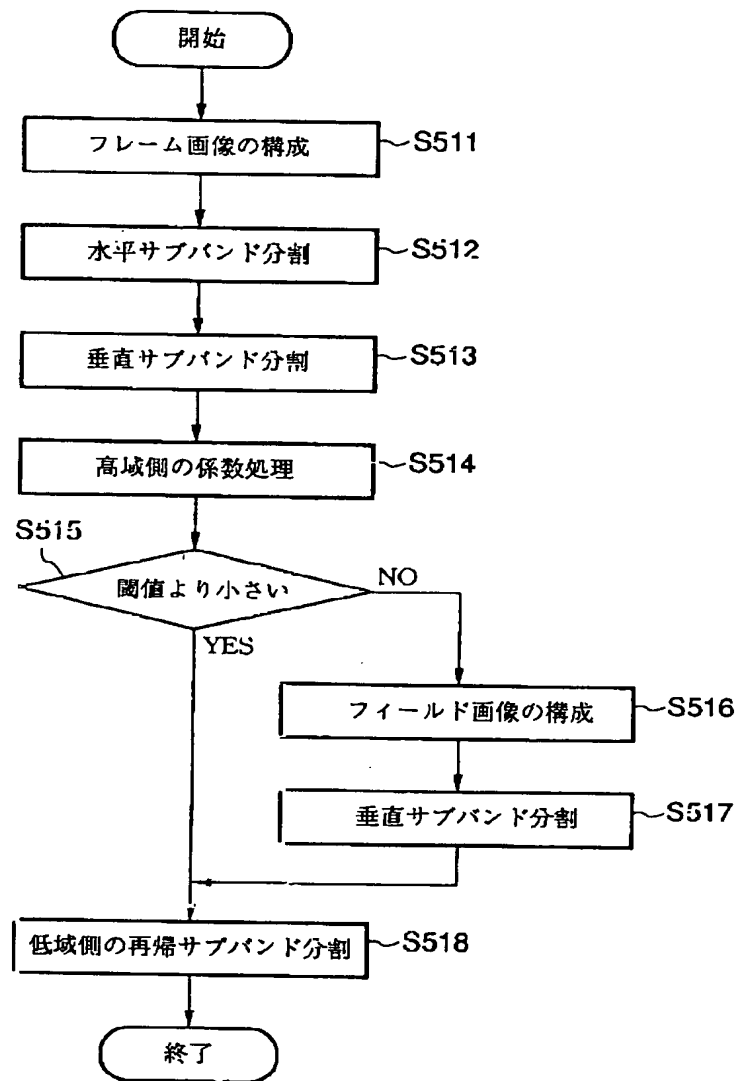 開始
フレーム画像の構成
S511
水平サブバンド分割
S512
垂直サブバンド分割
S513
高域側の係数処理
S514
S515
閾値より小さい
NO
YES
フィールド画像の構成
S516
垂直サブバンド分割
S517
低域側の再帰サブバンド分割
S518
終了